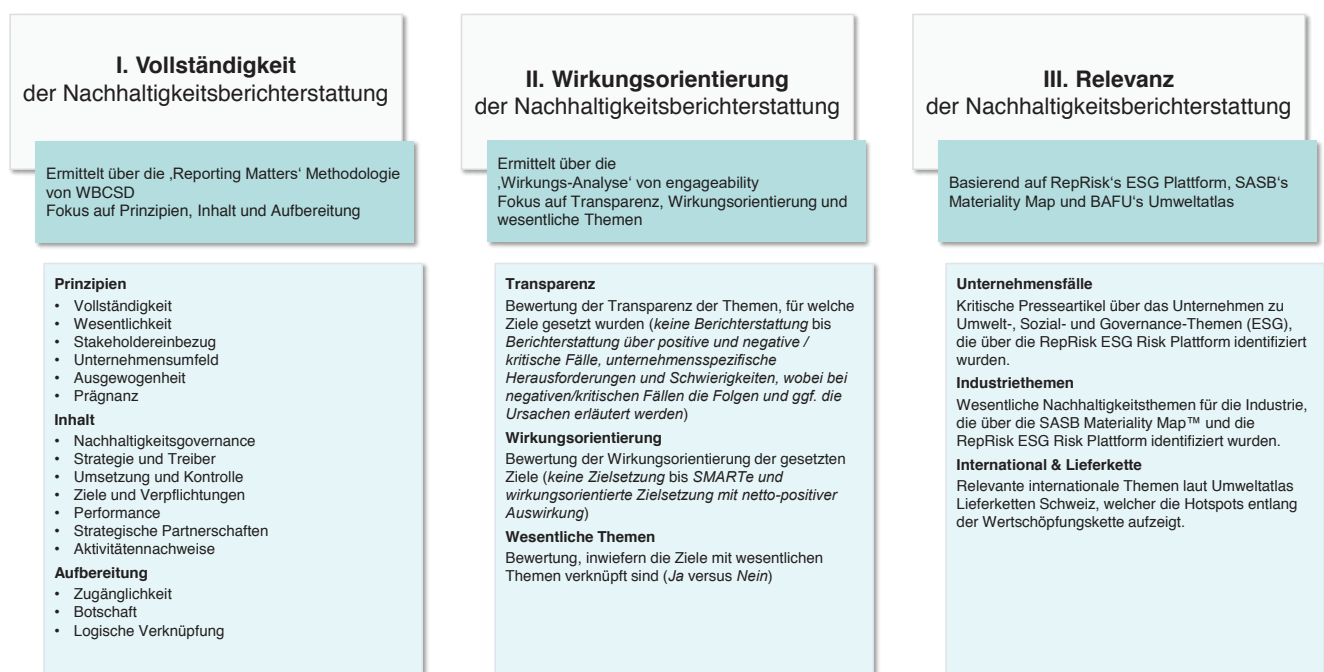 I. Vollständigkeit
der Nachhaltigkeitsberichterstattung
Ermittelt über die ‚Reporting Matters‘ Methodologie
von WBCSD
Fokus auf Prinzipien, Inhalt und Aufbereitung
Prinzipien
• Vollständigkeit
• Wesentlichkeit
• Stakeholdereinbezug
• Unternehmensumfeld
• Ausgewogenheit
• Prägnanz
Inhalt
• Nachhaltigkeitsgovernance
• Strategie und Treiber
• Umsetzung und Kontrolle
• Ziele und Verpflichtungen
• Performance
• Strategische Partnerschaften
• Aktivitätennachweise
Aufbereitung
• Zugänglichkeit
• Botschaft
• Logische Verknüpfung
II. Wirkungsorientierung
der Nachhaltigkeitsberichterstattung
Ermittelt über die
‚Wirkungs-Analyse‘ von engageability
Fokus auf Transparenz, Wirkungsorientierung und
wesentliche Themen
Transparenz
Bewertung der Transparenz der Themen, für welche
Ziele gesetzt wurden (keine Berichterstattung bis
Berichterstattung über positive und negative /
kritische Fälle, unternehmensspezifische
Herausforderungen und Schwierigkeiten, wobei bei
negativen/kritischen Fällen die Folgen und ggf. die
Ursachen erläutert werden)
Wirkungsorientierung
Bewertung der Wirkungsorientierung der gesetzten
Ziele (keine Zielsetzung bis SMARTe und
wirkungsorientierte Zielsetzung mit netto-positiver
Auswirkung)
Wesentliche Themen
Bewertung, inwiefern die Ziele mit wesentlichen
Themen verknüpft sind (Ja versus Nein)
III. Relevanz
der Nachhaltigkeitsberichterstattung
Basierend auf RepRisk‘s ESG Plattform, SASB‘s
Materiality Map und BAFU‘s Umweltatlas
Unternehmensfälle
Kritische Presseartikel über das Unternehmen zu
Umwelt-, Sozial- und Governance-Themen (ESG),
die über die RepRisk ESG Risk Plattform identifiziert
wurden.
Industriethemen
Wesentliche Nachhaltigkeitsthemen für die Industrie,
die über die SASB Materiality Map™ und die
RepRisk ESG Risk Plattform identifiziert wurden.
International & Lieferkette
Relevante internationale Themen laut Umweltatlas
Lieferketten Schweiz, welcher die Hotspots entlang
der Wertschöpfungskette aufzeigt.